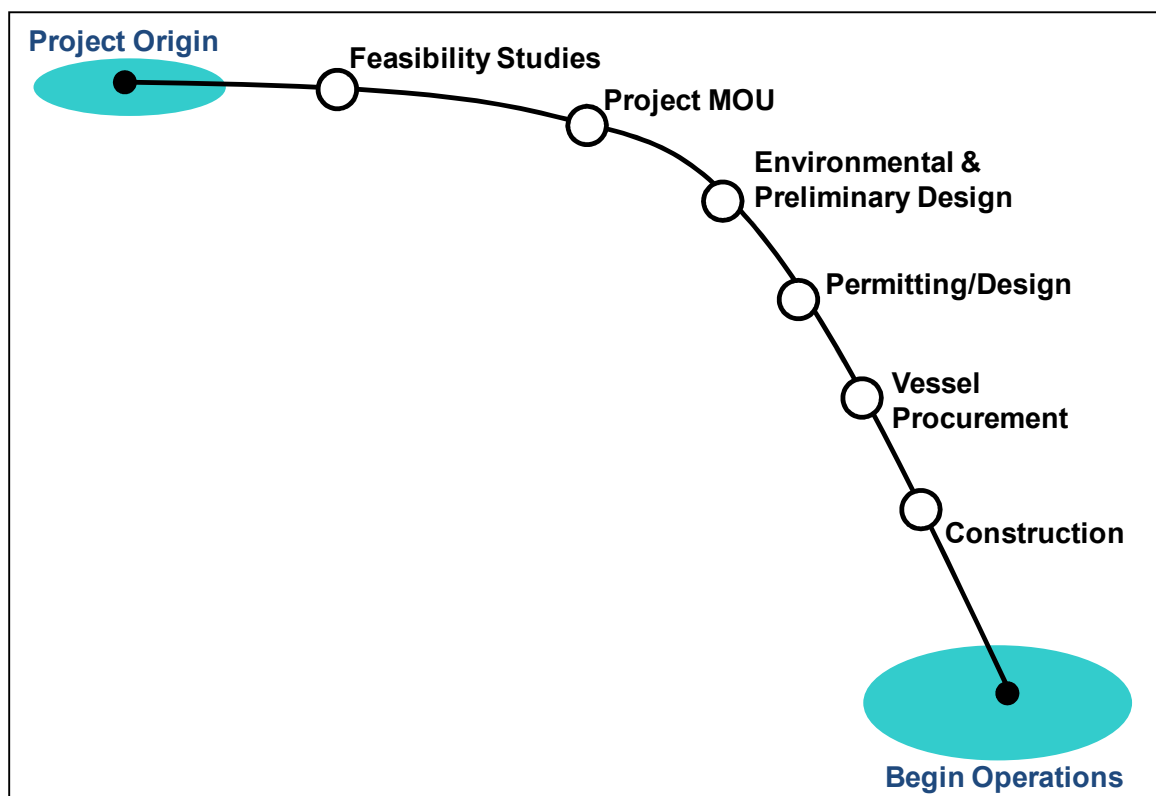 Project Origin
Feasibility Studies
Project MOU
Environmental &
Preliminary Design
Permitting/Design
Vessel
Procurement
Construction
Begin Operations